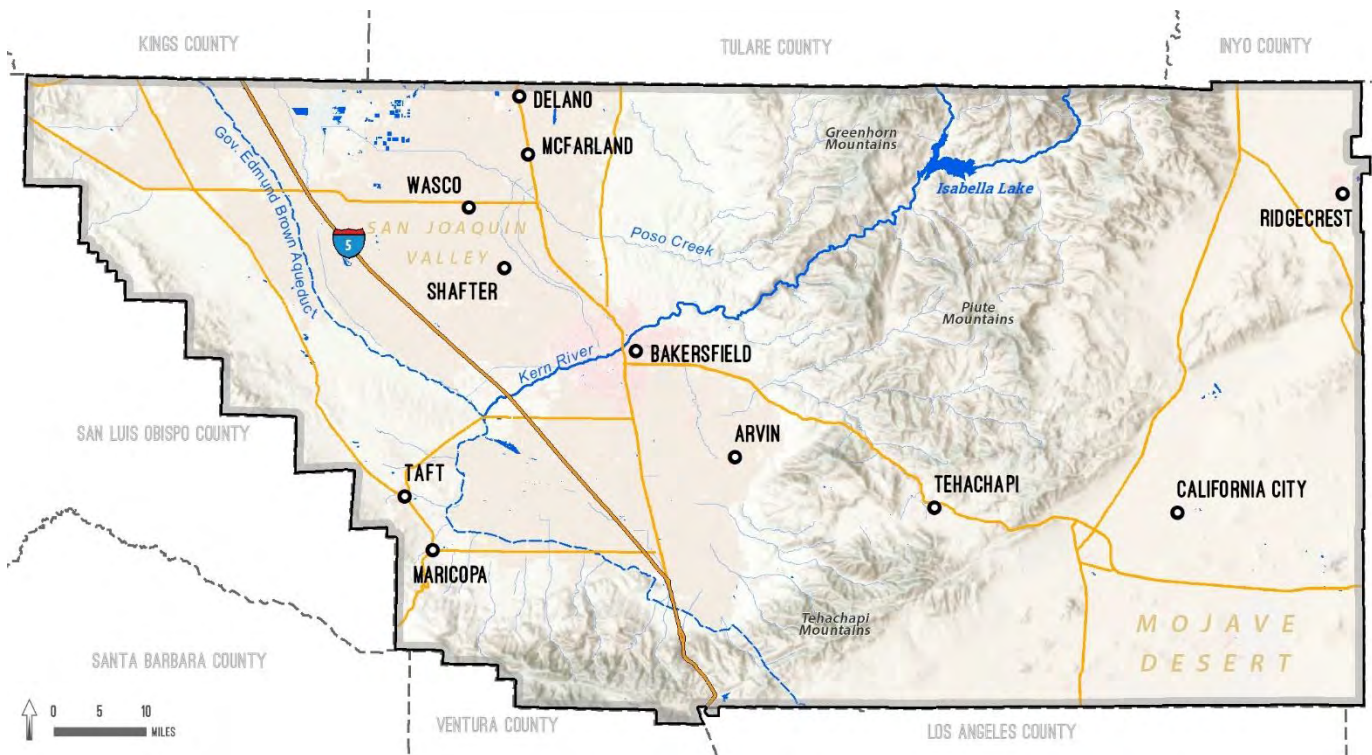 KINGS COUNTY
TULARE COUNTY
INYO COUNTY
DELANO
MCFARLAND
Greenhorn
Mountains
Gov. Edmund Brown Aqueduct
WASCO
Isabella Lake
RIDGECREST
5
SAN JOAQUIN
VALLEY
Poso Creek
SHAFTER
Piute
Mountains
BAKERSFIELD
Kern River
SAN LUIS OBISPO COUNTY
ARVIN
TAFT
TEHACHAPI
CALIFORNIA CITY
MARICOPA
Tehachapi
Mountains
MOJAVE
DESERT
SANTA BARBARA COUNTY
0 5 10
MILES
VENTURA COUNTY
LOS ANGELES COUNTY